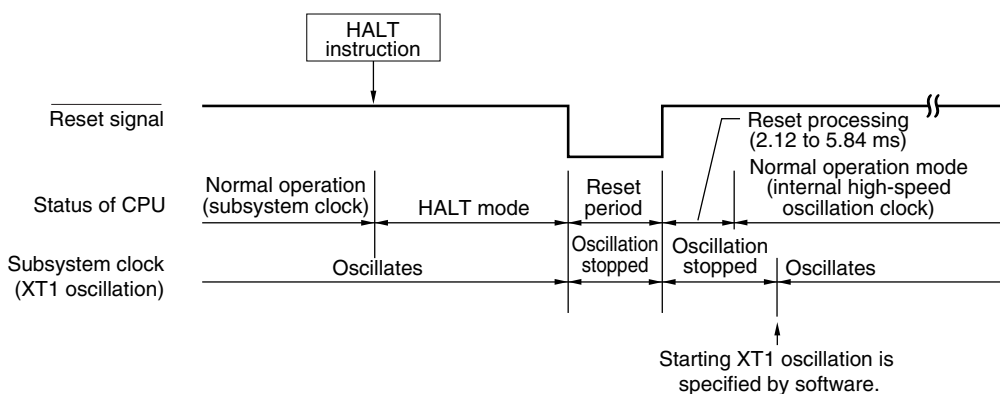 HALT
instruction
Reset signal
Reset processing
(2.12 to 5.84 ms)
Status of CPU
Normal operation
(subsystem clock)
HALT mode
Reset
period
Normal operation mode
(internal high-speed
oscillation clock)
Subsystem clock
(XT1 oscillation)
Oscillates
Oscillation
stopped
Oscillation
stopped
Oscillates
Starting XT1 oscillation is
specified by software.